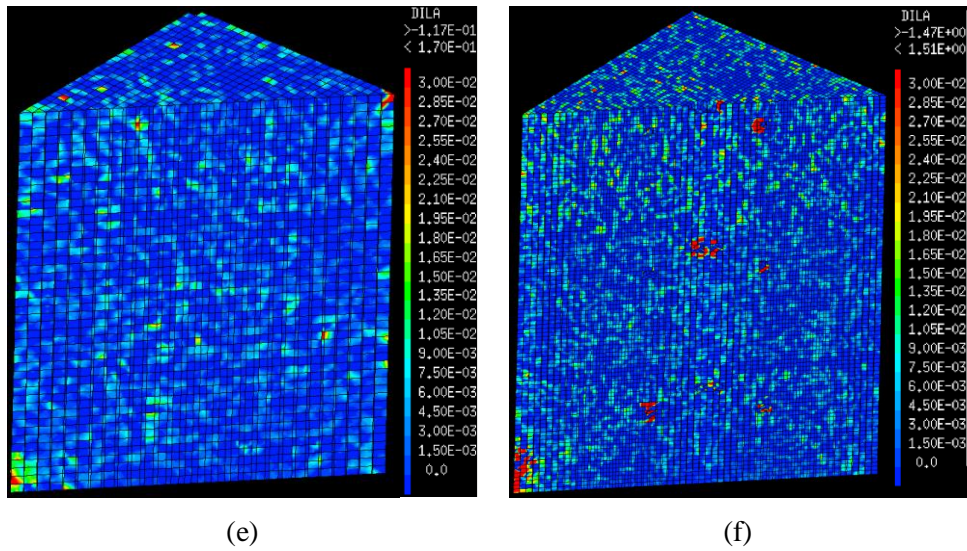 DILA
>-1.17E-01
< 1.70E-01
3.00E-02
2.85E-02
2.70E-02
2.55E-02
2.40E-02
2.25E-02
2.10E-02
1.95E-02
1.80E-02
1.65E-02
1.50E-02
1.35E-02
1.20E-02
1.05E-02
9.00E-03
7.50E-03
6.00E-03
4.50E-03
3.00E-03
1.50E-03
0.0
(e)
DILA
>-1.47E+00
< 1.51E+00
3.00E-02
2.85E-02
2.70E-02
2.55E-02
2.40E-02
2.25E-02
2.10E-02
1.95E-02
1.80E-02
1.65E-02
1.50E-02
1.35E-02
1.20E-02
1.05E-02
9.00E-03
7.50E-03
6.00E-03
4.50E-03
3.00E-03
1.50E-03
0.0
(f)